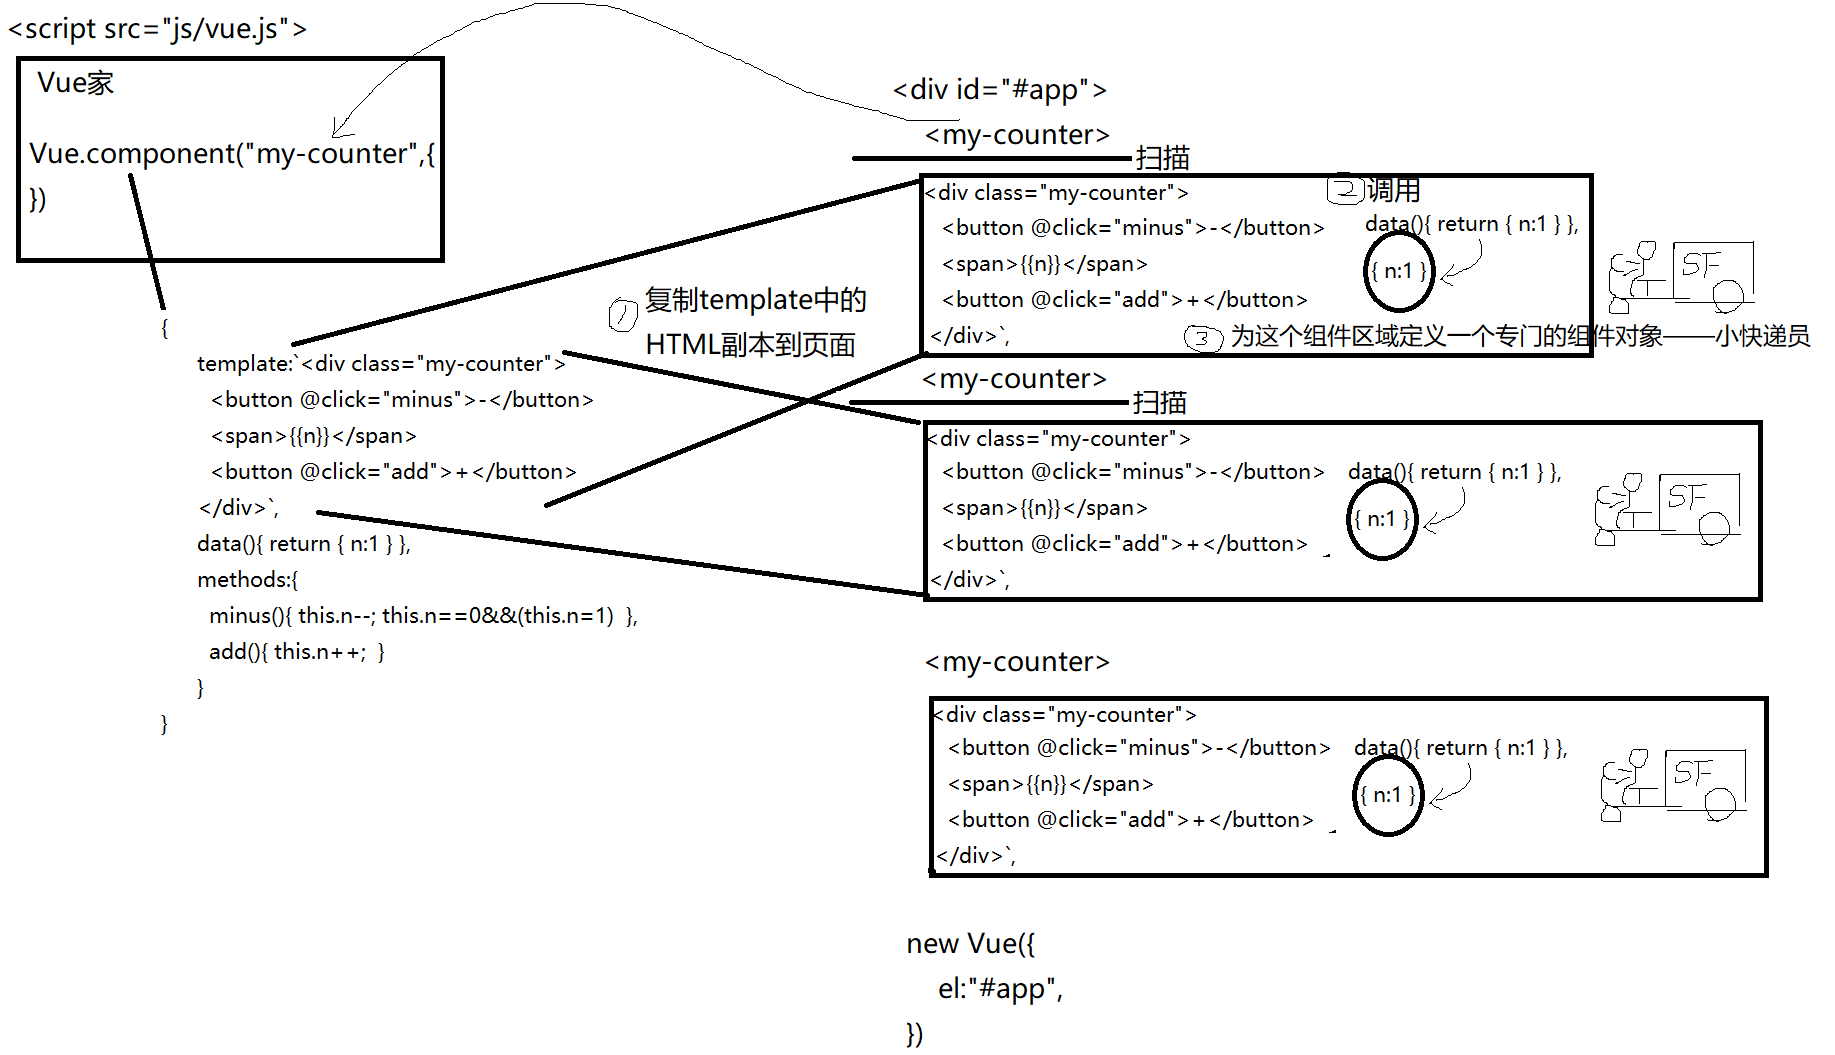 <script src="js/vue.js">
Vue家
Vue.component("my-counter",{
})
{
template:`<div class="my-counter">
<button @click="minus">-</button>
<span>{{n}}</span>
<button @click="add">+</button>
</div>`,
data(){ return { n:1 } },
methods:{
minus(){ this.n--; this.n==0&&(this.n=1)  },
add(){ this.n++;  }
}
}
① 复制template中的
HTML副本到页面
<div id="#app">
<my-counter>
扫描
<div class="my-counter">
<button @click="minus">-</button>
<span>{{n}}</span>
<button @click="add">+</button>
</div>`,
② 调用
data(){ return { n:1 } },
{ n:1 }
SF
③ 为这个组件区域定义一个专门的组件对象——小快递员
<my-counter>
扫描
<div class="my-counter">
<button @click="minus">-</button>
<span>{{n}}</span>
<button @click="add">+</button>
</div>`,
data(){ return { n:1 } },
{ n:1 }
SF
<my-counter>
<div class="my-counter">
<button @click="minus">-</button>
<span>{{n}}</span>
<button @click="add">+</button>
</div>`,
data(){ return { n:1 } },
{ n:1 }
SF
new Vue({
el:"#app",
})